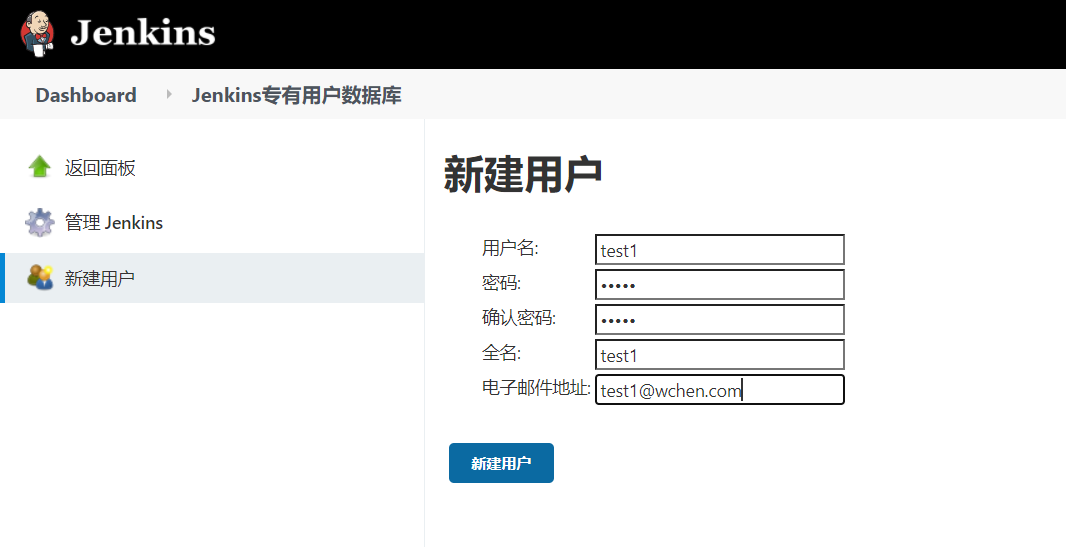 Jenkins
Dashboard Jenkins专有用户数据库
返回面板
管理 Jenkins
新建用户
新建用户
用户名: test1
密码: •••••
确认密码: •••••
全名: test1
电子邮件地址: test1@wchen.com
新建用户